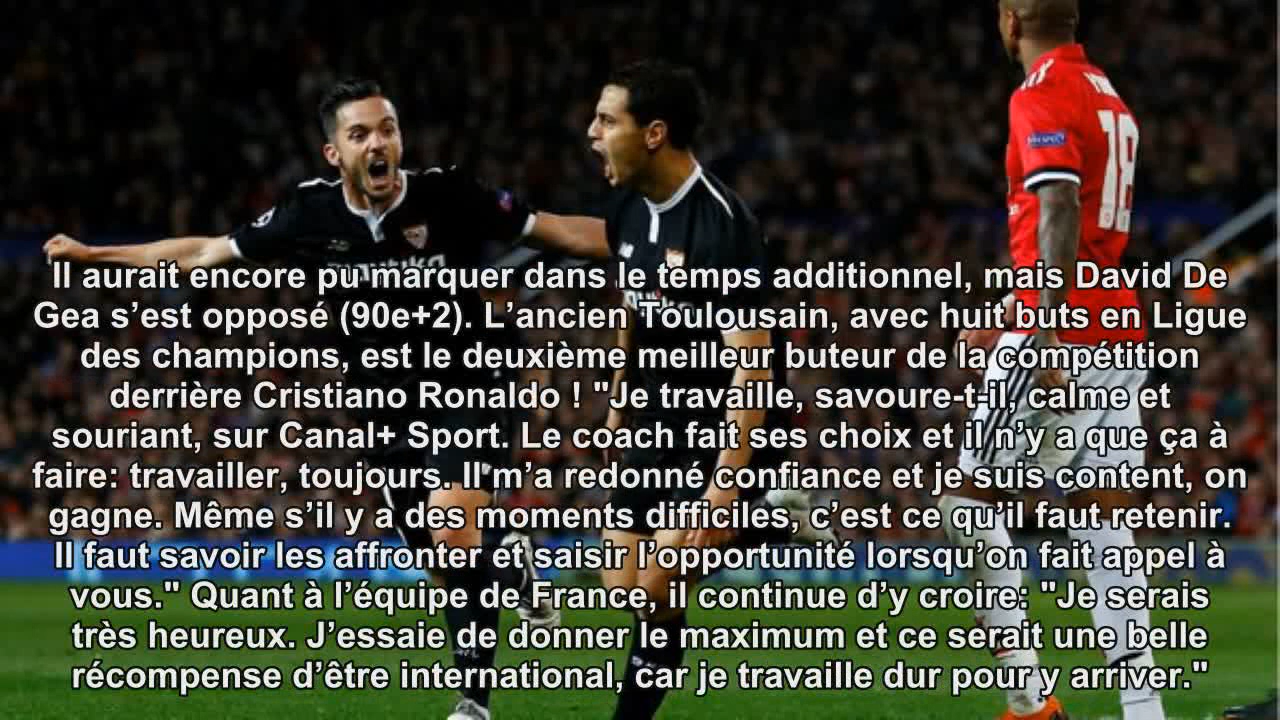 Il aurait encore pu marquer dans le temps additionnel, mais David De
Gea s’est opposé (90e+2). L’ancien Toulousain, avec huit buts en Ligue
des champions, est le deuxième meilleur buteur de la compétition
derrière Cristiano Ronaldo ! "Je travaille, savoure-t-il, calme et
souriant, sur Canal+ Sport. Le coach fait ses choix et il n’y a que ça à
faire: travailler, toujours. Il m’a redonné confiance et je suis content, on
gagne. Même s’il y a des moments difficiles, c’est ce qu’il faut retenir.
Il faut savoir les affronter et saisir l’opportunité lorsqu’on fait appel à
vous." Quant à l’équipe de France, il continue d’y croire: "Je serais
très heureux. J’essaie de donner le maximum et ce serait une belle
récompense d’être international, car je travaille dur pour y arriver."
18
RESPECT